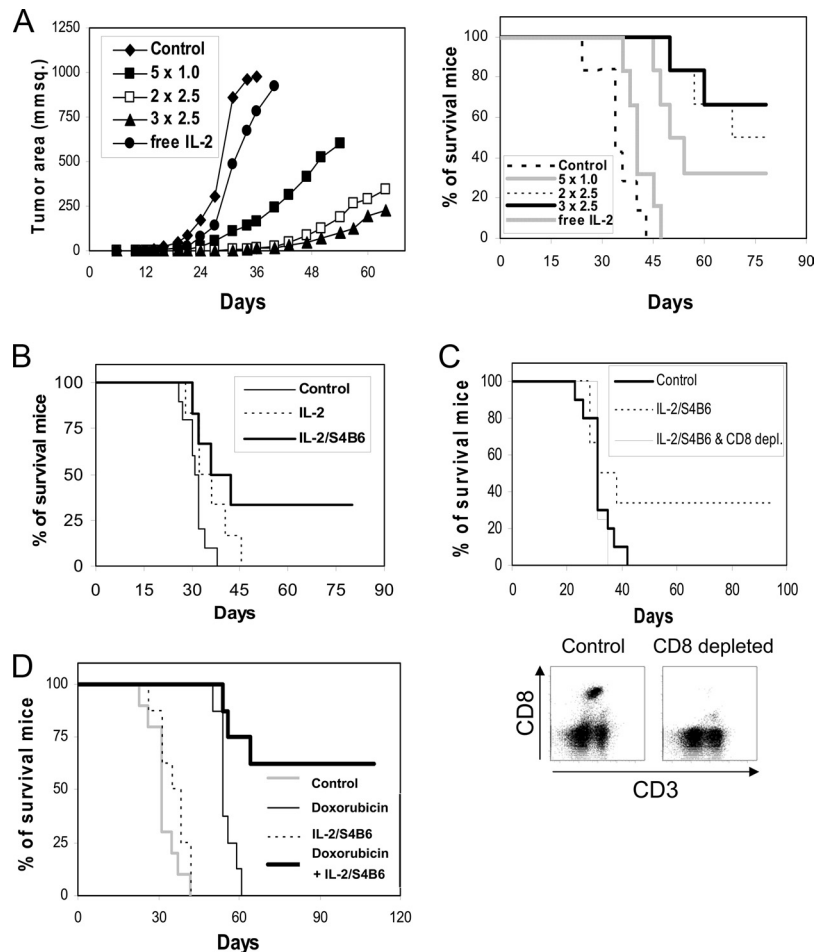 A
1250
1000
750
500
250
0
Tumor area (mmsq.)
Control
5 x 1.0
2 x 2.5
3 x 2.5
free IL-2
0 12 24 36 48 60
Days
100
80
60
40
20
0
% of survival mice
Control
5 x 1.0
2 x 2.5
3 x 2.5
free IL-2
0 15 30 45 60 75 90
Days
B
100
75
50
25
0
% of survival mice
Control
IL-2
IL-2/S4B6
0 15 30 45 60 75 90
Days
C
100
80
60
40
20
0
% of survival mice
Control
IL-2/S4B6
IL-2/S4B6 & CD8 depl.
0 20 40 60 80 100
Days
Control CD8 depleted
CD8
CD3
D
100
75
50
25
0
% of survival mice
Control
Doxorubicin
IL-2/S4B6
Doxorubicin
+ IL-2/S4B6
0 30 60 90 120
Days